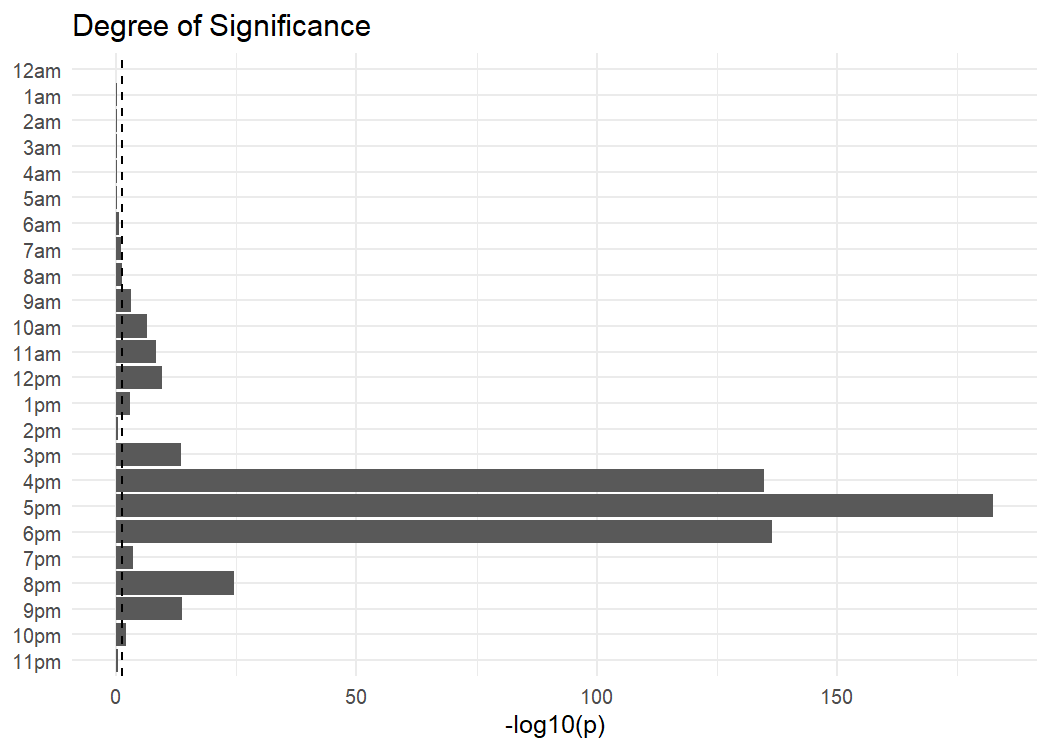 Degree of Significance
12am
1am
2am
3am
4am
5am
6am
7am
8am
9am
10am
11am
12pm
1pm
2pm
3pm
4pm
5pm
6pm
7pm
8pm
9pm
10pm
11pm
0 50 100 150
-log10(p)